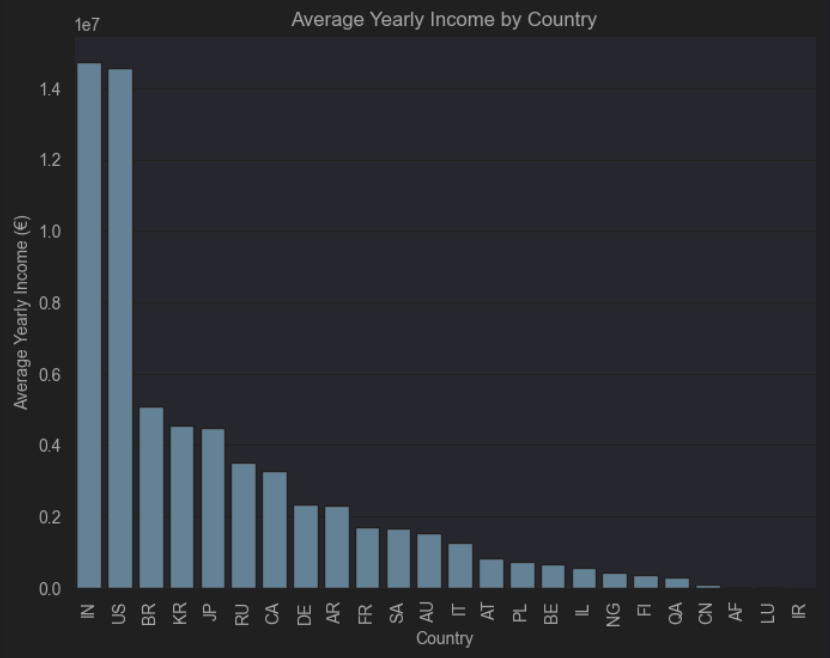 Average Yearly Income by Country
1e7
Average Yearly Income (€)
1.4
1.2
1.0
0.8
0.6
0.4
0.2
0.0
IN US BR KR JP RU CA DE AR FR SA AU IT AT PL BE IL NG FI QA CN AF LU IR
Country